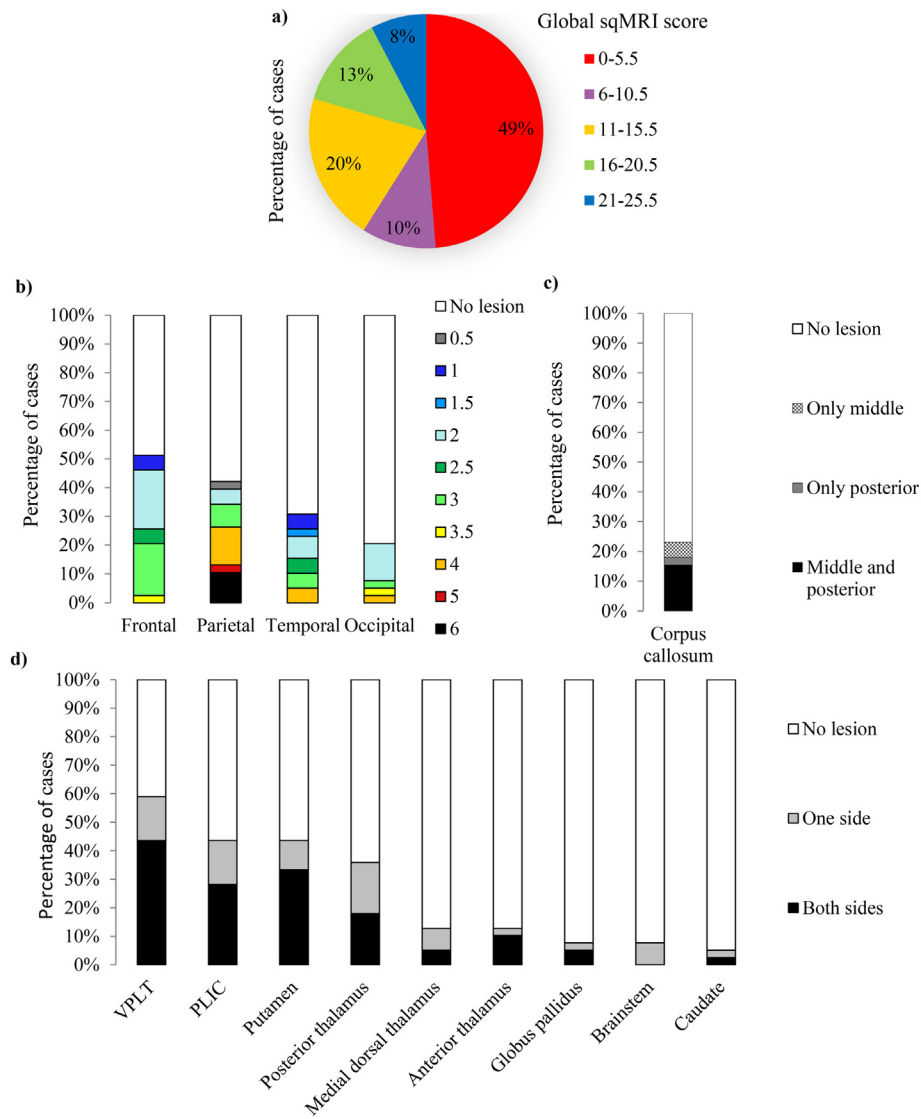 a)
Global sqMRI score
Percentage of cases
8%
13%
49%
20%
10%
0-5.5
6-10.5
11-15.5
16-20.5
21-25.5
b)
Percentage of cases
100%
90%
80%
70%
60%
50%
40%
30%
20%
10%
0%
Frontal Parietal Temporal Occipital
No lesion
0.5
1
1.5
2
2.5
3
3.5
4
5
6
c)
Percentage of cases
100%
90%
80%
70%
60%
50%
40%
30%
20%
10%
0%
Corpus
callosum
No lesion
Only middle
Only posterior
Middle and
posterior
d)
Percentage of cases
100%
90%
80%
70%
60%
50%
40%
30%
20%
10%
0%
VPLT
PLIC
Putamen
Posterior thalamus
Medial dorsal thalamus
Anterior thalamus
Globus pallidus
Brainstem
Caudate
No lesion
One side
Both sides